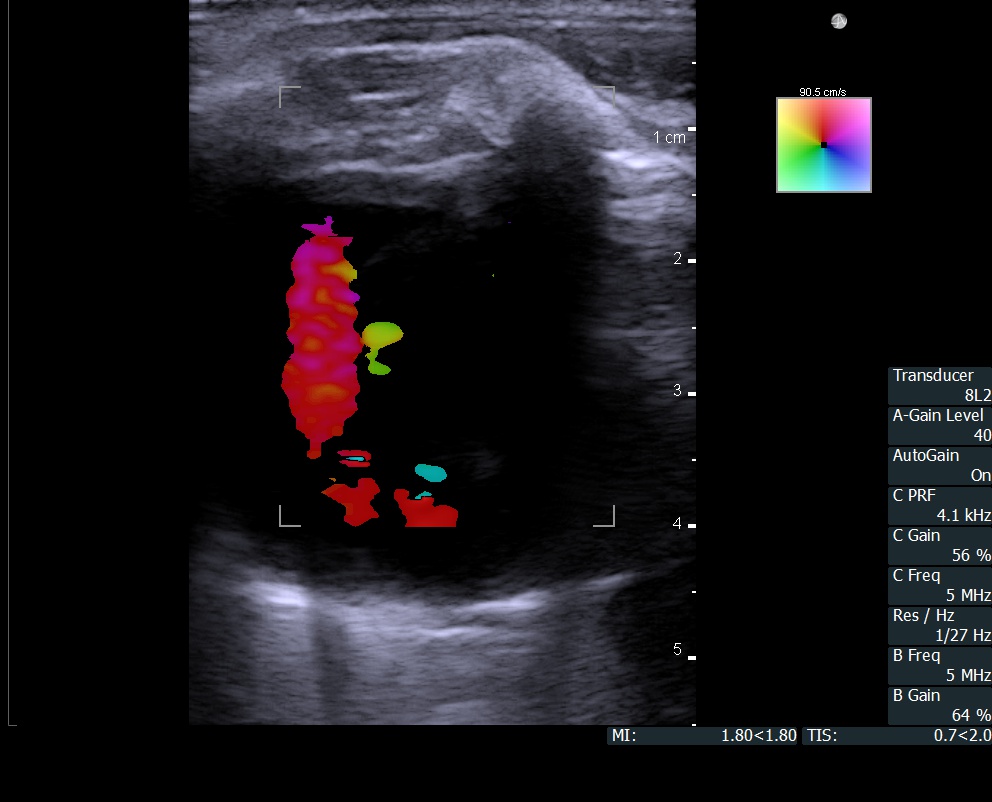 90.5 cm/s
1 cm
2
3
4
5
Transducer
8L2
A-Gain Level
40
AutoGain
On
C PRF
4.1 kHz
C Gain
56 %
C Freq
5 MHz
Res / Hz
1/27 Hz
B Freq
5 MHz
B Gain
64 %
MI: 1.80<1.80 TIS: 0.7<2.0